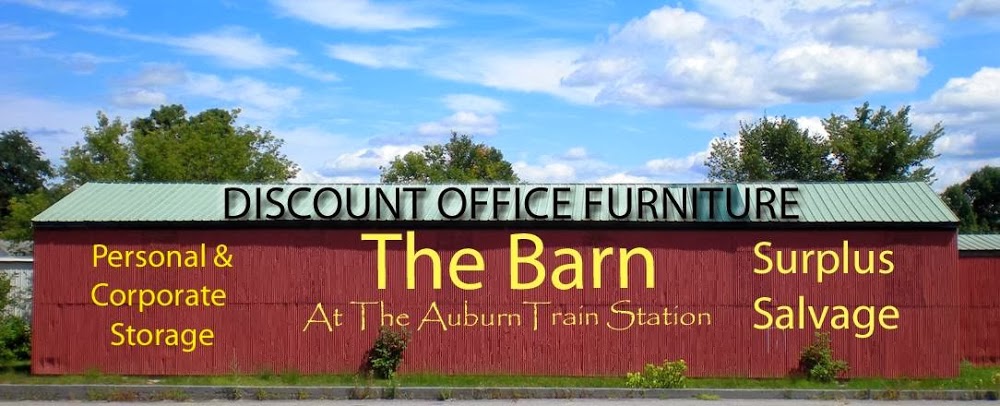 DISCOUNT OFFICE FURNITURE
Personal &
Corporate
Storage
The Barn
At The Auburn Train Station
Surplus
Salvage